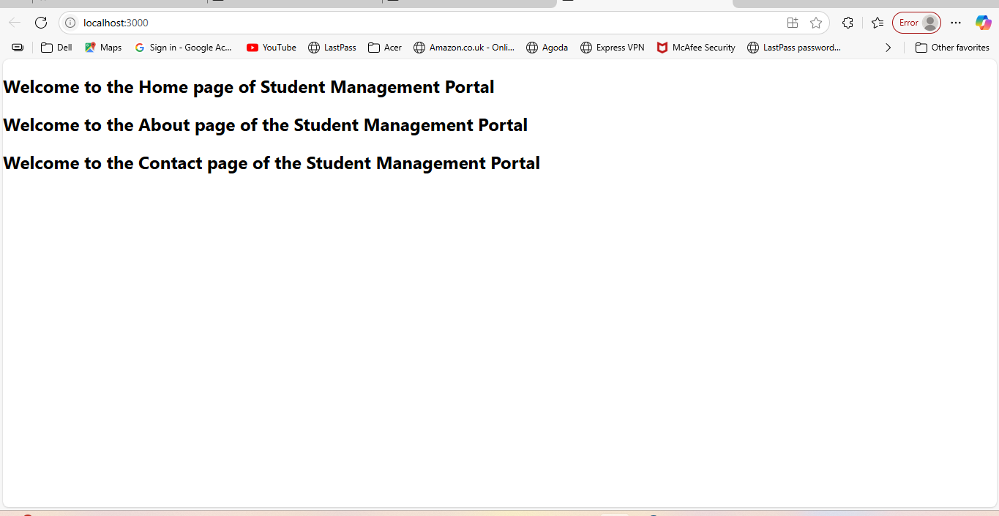 localhost:3000
Error
Dell Maps Sign in - Google Ac... YouTube LastPass Acer Amazon.co.uk - Onli... Agoda Express VPN McAfee Security LastPass password... Other favorites
Welcome to the Home page of Student Management Portal
Welcome to the About page of the Student Management Portal
Welcome to the Contact page of the Student Management Portal